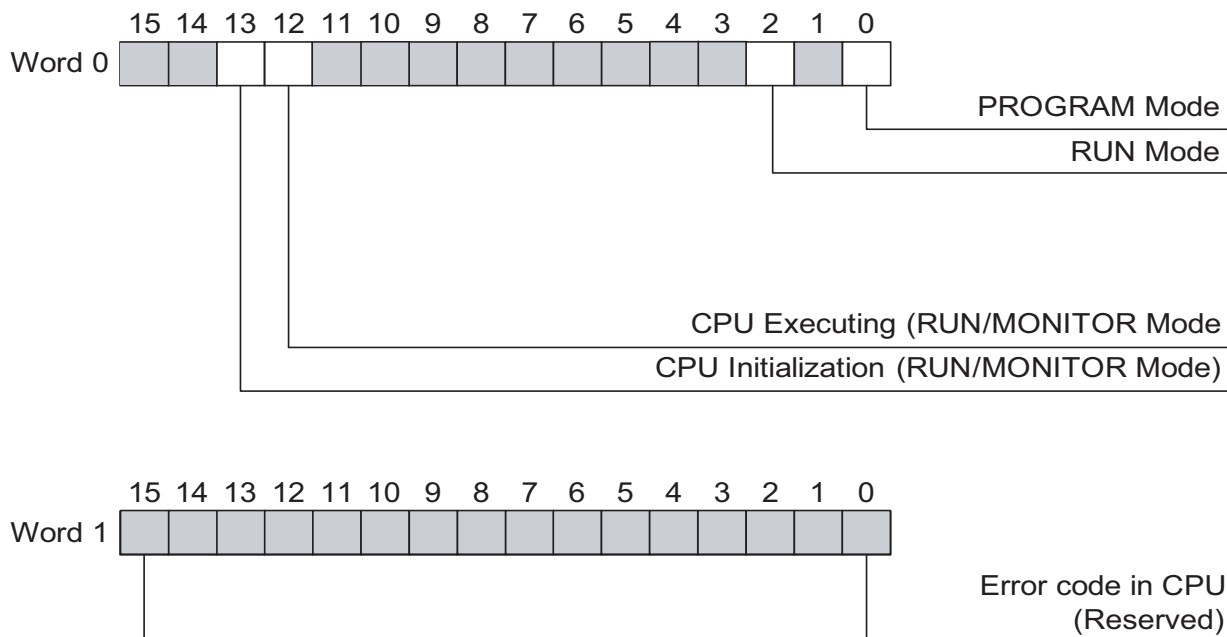 15 14 13 12 11 10 9 8 7 6 5 4 3 2 1 0
Word 0
PROGRAM Mode
RUN Mode
CPU Executing (RUN/MONITOR Mode
CPU Initialization (RUN/MONITOR Mode)
15 14 13 12 11 10 9 8 7 6 5 4 3 2 1 0
Word 1
Error code in CPU
(Reserved)